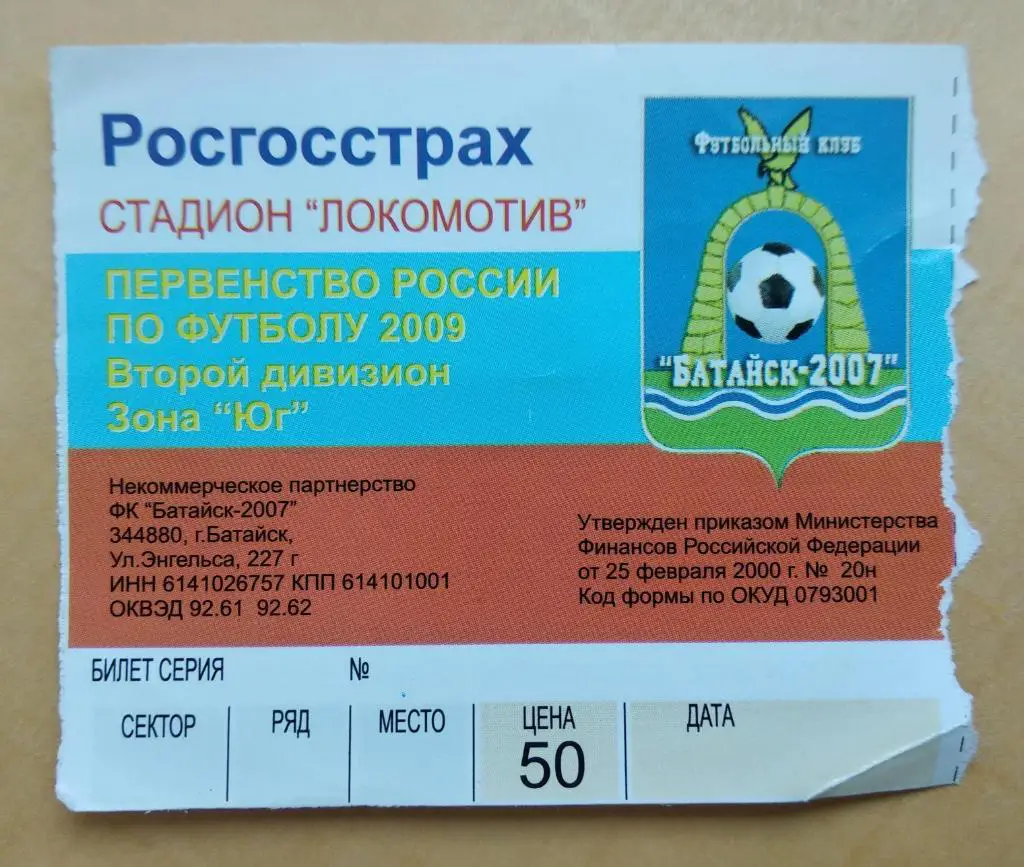 Росгосстрах
СТАДИОН “ЛОКОМОТИВ”
ПЕРВЕНСТВО РОССИИ
ПО ФУТБОЛУ 2009
Второй дивизион
Зона “Юг”
Футбольный клуб
"БАТАЙСК-2007"
Некоммерческое партнерство
ФК “Батайск-2007”
344880, г.Батайск,
Ул.Энгельса, 227 г
ИНН 6141026757 КПП 614101001
ОКВЭД 92.61 92.62
Утвержден приказом Министерства
Финансов Российской Федерации
от 25 февраля 2000 г. № 20н
Код формы по ОКУД 0793001
БИЛЕТ СЕРИЯ №
СЕКТОР РЯД МЕСТО ЦЕНА ДАТА
50